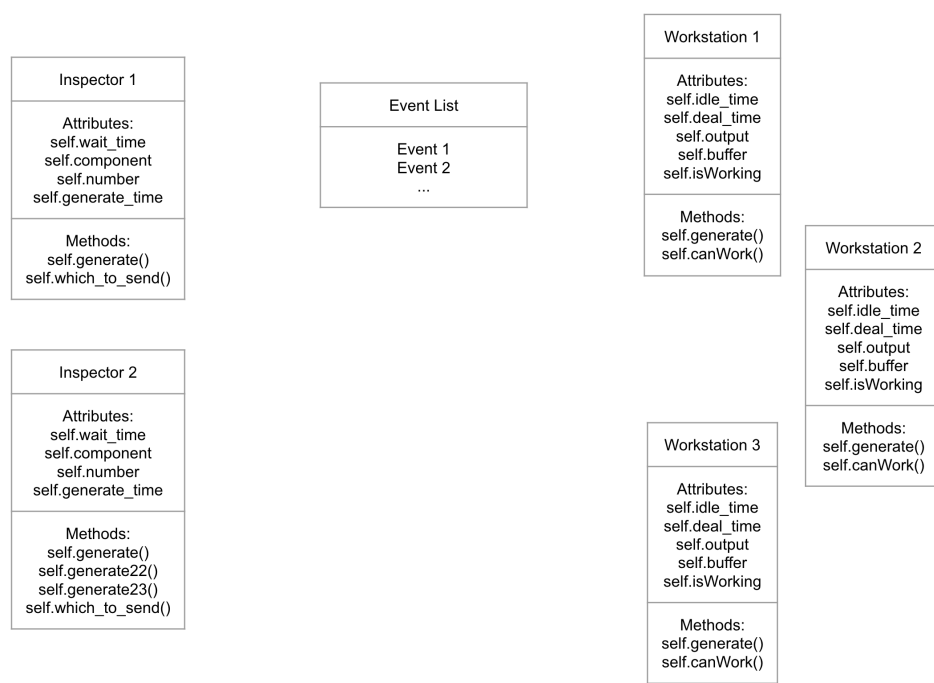 Inspector 1
Attributes:
self.wait_time
self.component
self.number
self.generate_time
Methods:
self.generate()
self.which_to_send()
Inspector 2
Attributes:
self.wait_time
self.component
self.number
self.generate_time
Methods:
self.generate()
self.generate22()
self.generate23()
self.which_to_send()
Event List
Event 1
Event 2
...
Workstation 1
Attributes:
self.idle_time
self.deal_time
self.output
self.buffer
self.isWorking
Methods:
self.generate()
self.canWork()
Workstation 2
Attributes:
self.idle_time
self.deal_time
self.output
self.buffer
self.isWorking
Methods:
self.generate()
self.canWork()
Workstation 3
Attributes:
self.idle_time
self.deal_time
self.output
self.buffer
self.isWorking
Methods:
self.generate()
self.canWork()